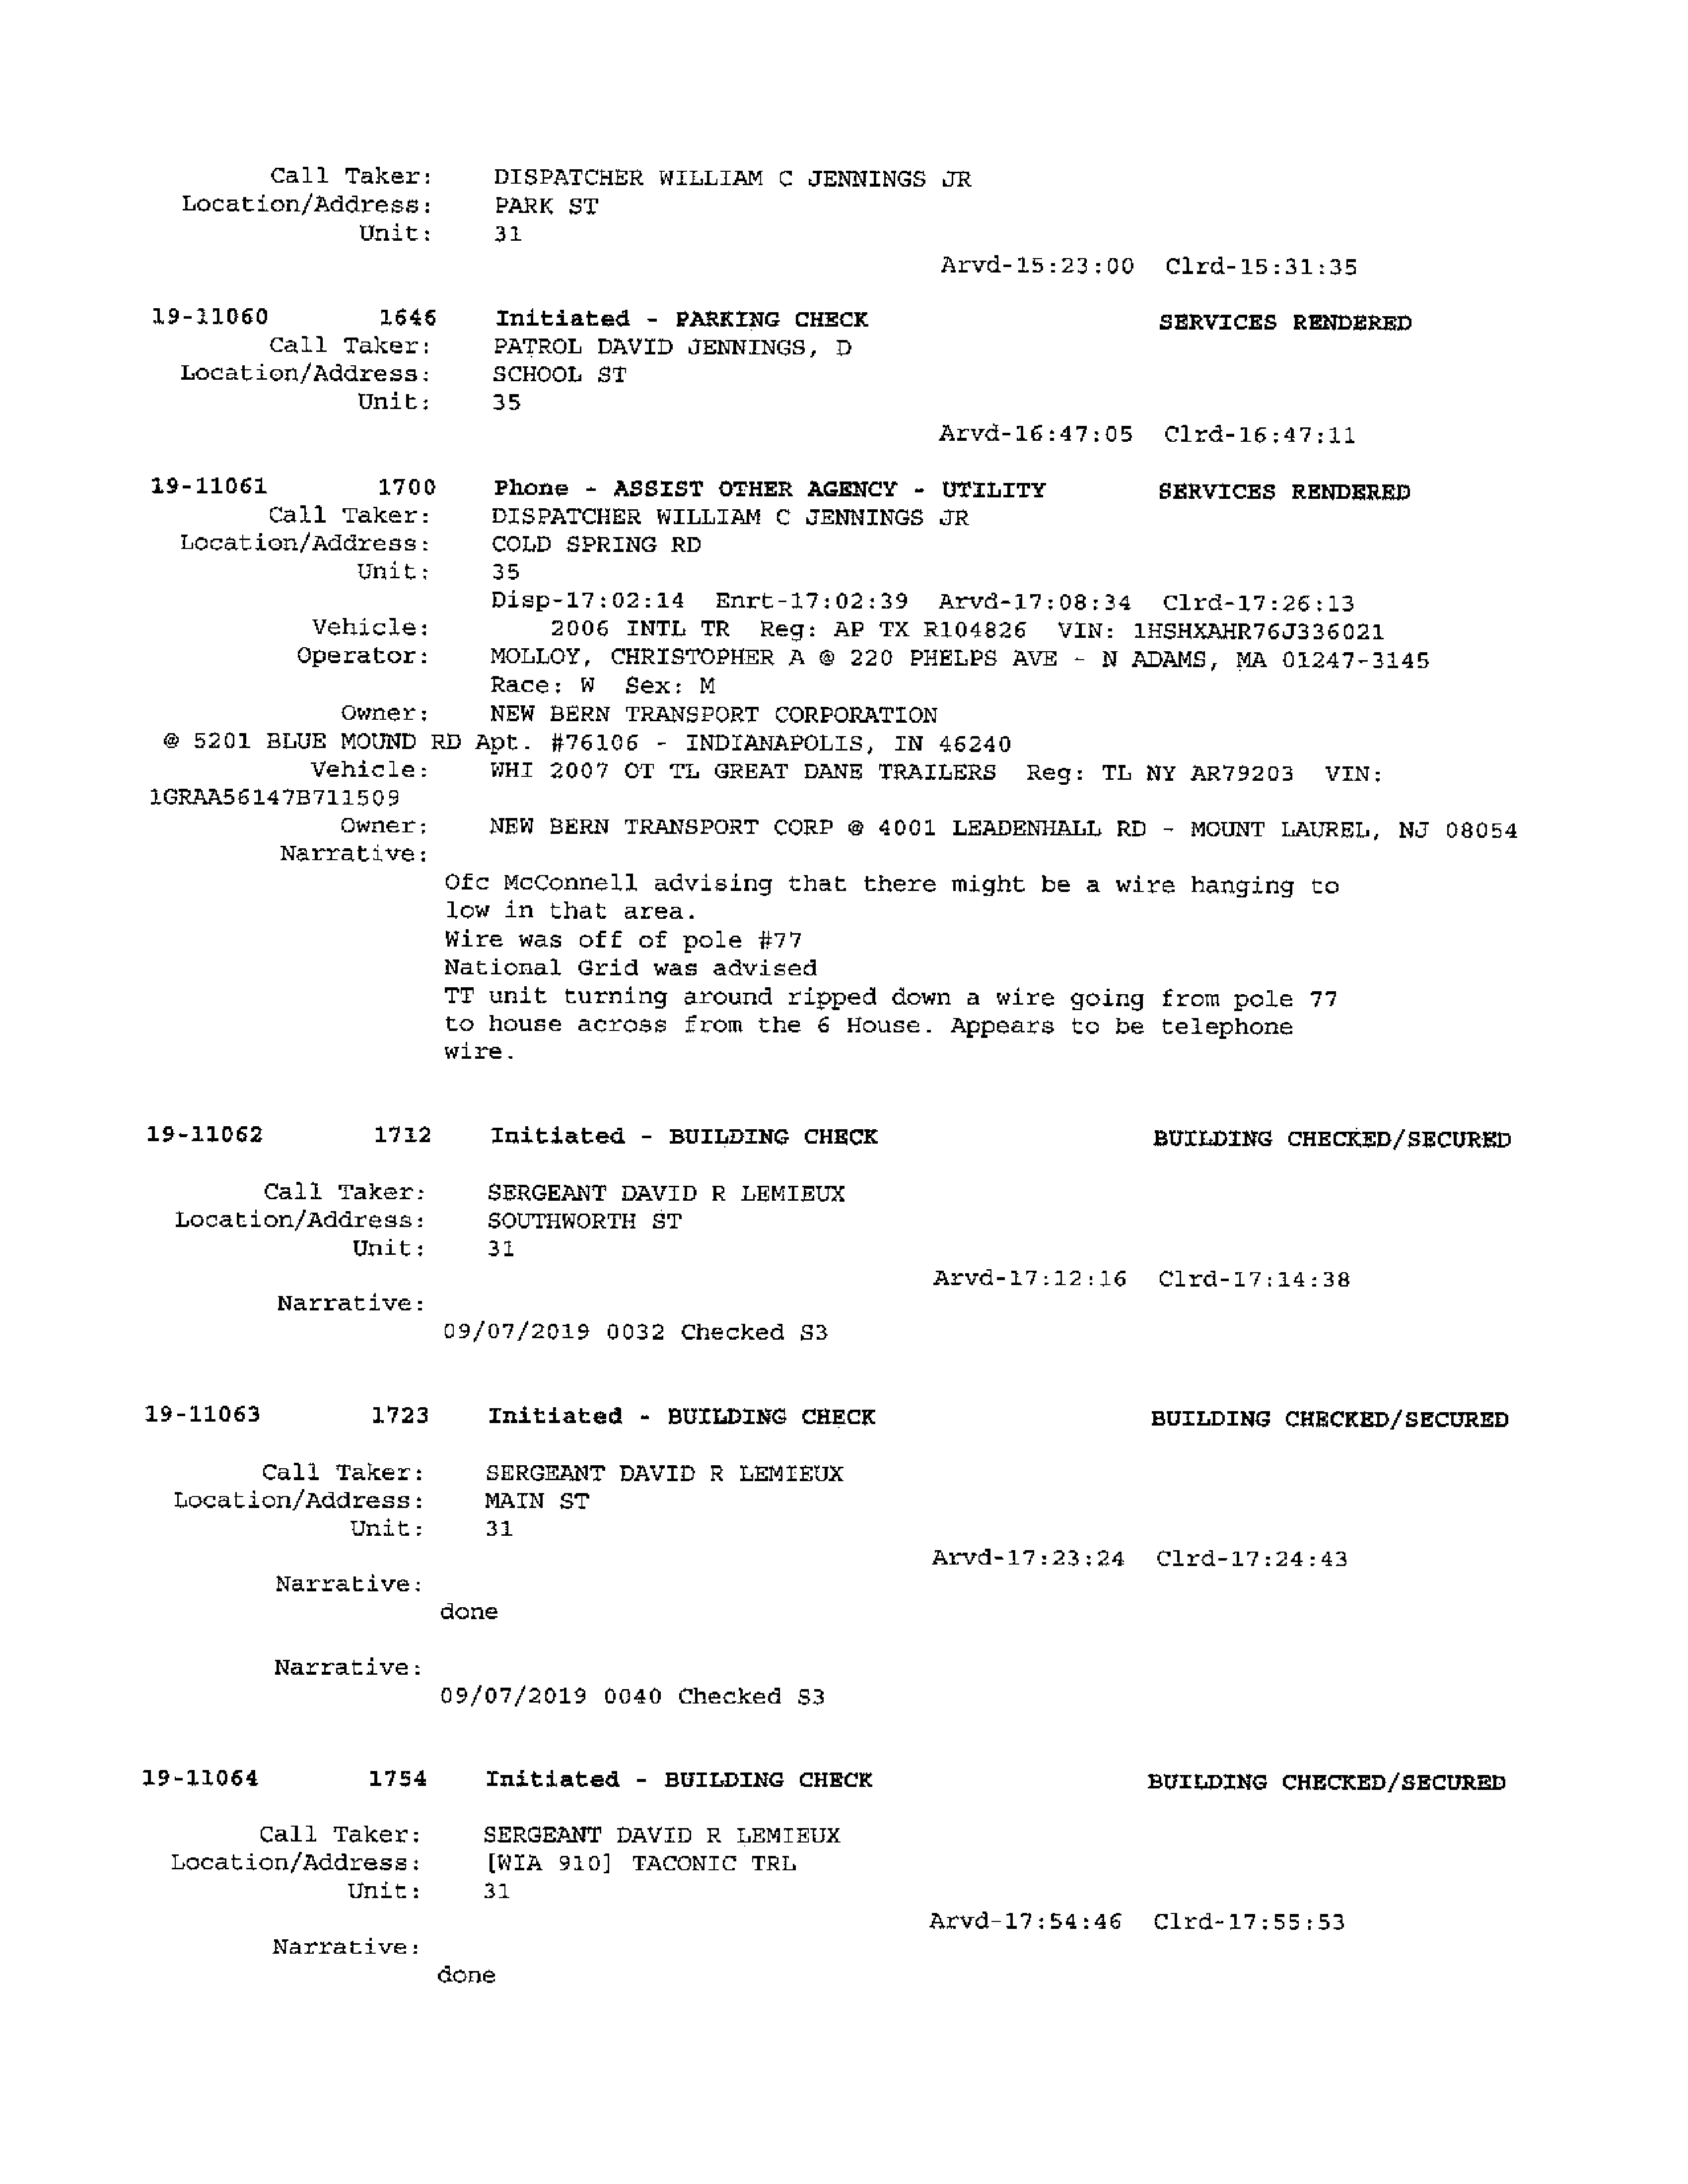 Call Taker: DISPATCHER WILLIAM C JENNINGS JR
Location/Address: PARK ST
Unit: 31
Arvd-15:23:00 Clrd-15:31:35
19-11060 1646 Initiated - PARKING CHECK SERVICES RENDERED
Call Taker: PATROL DAVID JENNINGS, D
Location/Address: SCHOOL ST
Unit: 35
Arvd-16:47:05 Clrd-16:47:11
19-11061 1700 Phone - ASSIST OTHER AGENCY - UTILITY SERVICES RENDERED
Call Taker: DISPATCHER WILLIAM C JENNINGS JR
Location/Address: COLD SPRING RD
Unit: 35
Disp-17:02:14 Enrt-17:02:39 Arvd-17:08:34 Clrd-17:26:13
Vehicle: 2006 INTL TR Reg: AP TX R104826 VIN: 1HSHXAHR76J336021
Operator: MOLLOY, CHRISTOPHER A @ 220 PHELPS AVE - N ADAMS, MA 01247-3145
Race: W Sex: M
Owner: NEW BERN TRANSPORT CORPORATION
@ 5201 BLUE MOUND RD Apt. #76106 - INDIANAPOLIS, IN 46240
Vehicle: WHI 2007 OT TL GREAT DANE TRAILERS Reg: TL NY AR79203 VIN:
1GRAA56147B711509
Owner: NEW BERN TRANSPORT CORP @ 4001 LEADENHALL RD - MOUNT LAUREL, NJ 08054
Narrative:
Ofc McConnell advising that there might be a wire hanging to
low in that area.
Wire was off of pole #77
National Grid was advised
TT unit turning around ripped down a wire going from pole 77
to house across from the 6 House. Appears to be telephone
wire.
19-11062 1712 Initiated - BUILDING CHECK BUILDING CHECKED/SECURED
Call Taker: SERGEANT DAVID R LEMIEUX
Location/Address: SOUTHWORTH ST
Unit: 31
Arvd-17:12:16 Clrd-17:14:38
Narrative:
09/07/2019 0032 Checked S3
19-11063 1723 Initiated - BUILDING CHECK BUILDING CHECKED/SECURED
Call Taker: SERGEANT DAVID R LEMIEUX
Location/Address: MAIN ST
Unit: 31
Arvd-17:23:24 Clrd-17:24:43
Narrative:
done
Narrative:
09/07/2019 0040 Checked S3
19-11064 1754 Initiated - BUILDING CHECK BUILDING CHECKED/SECURED
Call Taker: SERGEANT DAVID R LEMIEUX
Location/Address: [WIA 910] TACONIC TRL
Unit: 31
Arvd-17:54:46 Clrd-17:55:53
Narrative:
done